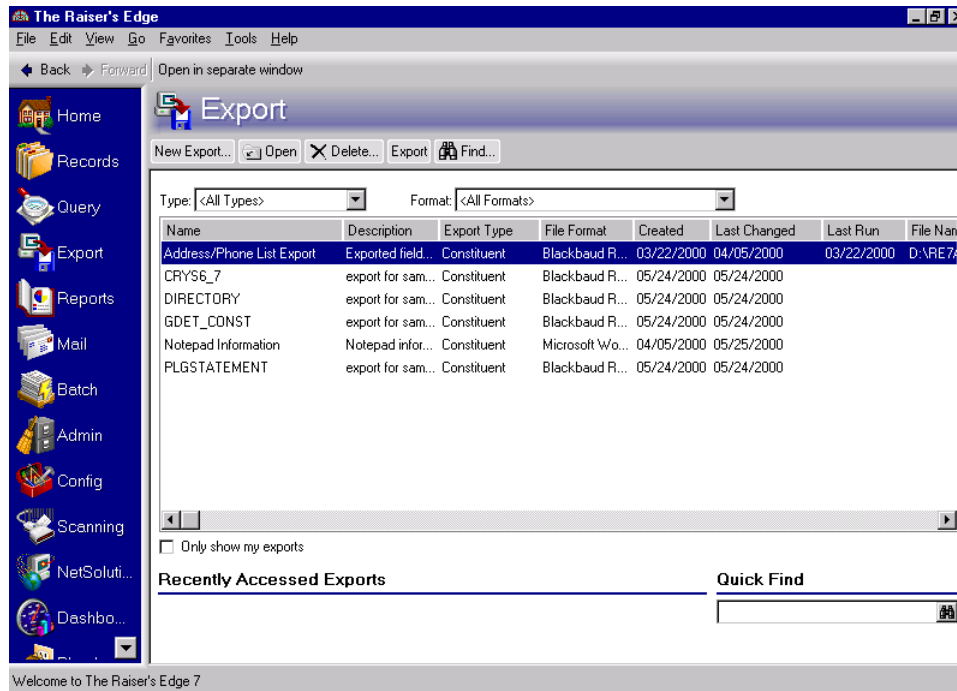 The Raiser's Edge
File Edit View Go Favorites Tools Help
Back Forward Open in separate window
Home
Records
Query
Export
Reports
Mail
Batch
Admin
Config
Scanning
NetSoluti...
Dashbo...
Export
New Export... Open Delete... Export Find...
Type: <All Types> Format: <All Formats>
Name Description Export Type File Format Created Last Changed Last Run File Nan
Address/Phone List Export Exported field... Constituent Blackbaud R... 03/22/2000 04/05/2000 03/22/2000 D:\RE7A
CRYS6_7 export for sam... Constituent Blackbaud R... 05/24/2000 05/24/2000
DIRECTORY export for sam... Constituent Blackbaud R... 05/24/2000 05/24/2000
GDET_CONST export for sam... Constituent Blackbaud R... 05/24/2000 05/24/2000
Notepad Information Notepad infor... Constituent Microsoft Wo... 04/05/2000 05/25/2000
PLGSTATEMENT export for sam... Constituent Blackbaud R... 05/24/2000 05/24/2000
Only show my exports
Recently Accessed Exports Quick Find
Welcome to The Raiser's Edge 7